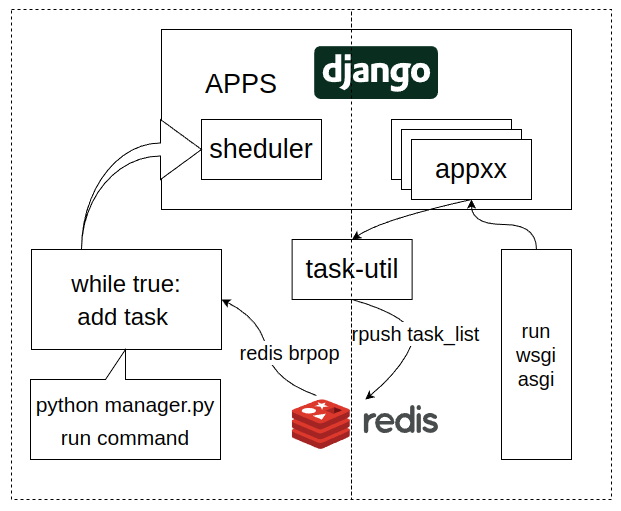 django
APPS
sheduler
appxx
task-util
while true:
add task
redis brpop
rpush task_list
run
wsgi
asgi
python manager.py
run command
redis